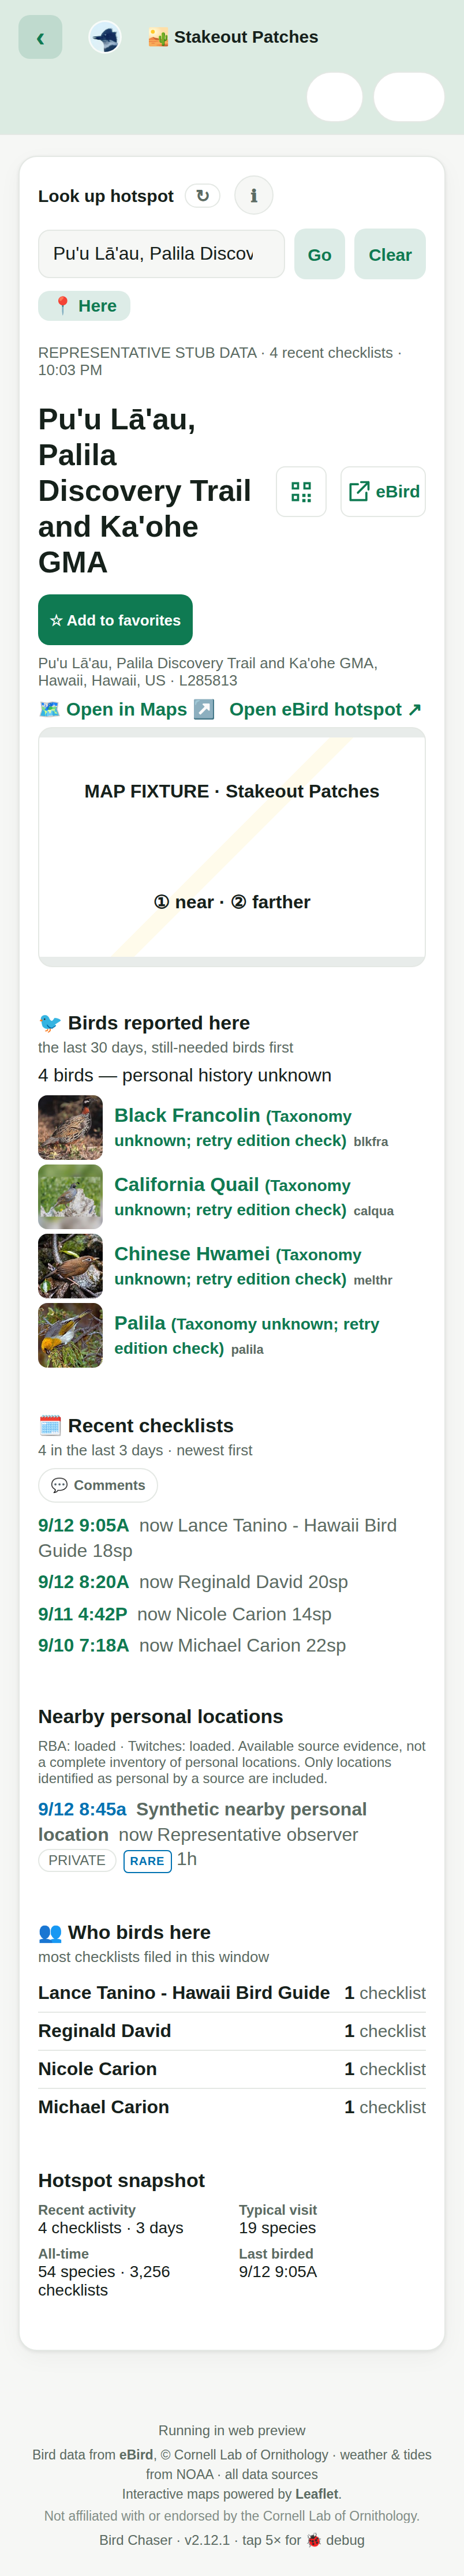 ‹ 🏜️ Stakeout Patches
Look up hotspot ↻ ℹ
Pu'u Lā'au, Palila Discov Go Clear
📍 Here
REPRESENTATIVE STUB DATA · 4 recent checklists ·
10:03 PM
Pu'u Lā'au,
Palila
Discovery Trail
and Ka'ohe
GMA
eBird
☆ Add to favorites
Pu'u Lā'au, Palila Discovery Trail and Ka'ohe GMA,
Hawaii, Hawaii, US · L285813
🗺️ Open in Maps ↗️ Open eBird hotspot ↗
MAP FIXTURE · Stakeout Patches
① near · ② farther
🐦 Birds reported here
the last 30 days, still-needed birds first
4 birds — personal history unknown
Black Francolin (Taxonomy
unknown; retry edition check) blkfra
California Quail (Taxonomy
unknown; retry edition check) calqua
Chinese Hwamei (Taxonomy
unknown; retry edition check) melthr
Palila (Taxonomy unknown; retry
edition check) palila
🗓️ Recent checklists
4 in the last 3 days · newest first
💬 Comments
9/12 9:05A now Lance Tanino - Hawaii Bird
Guide 18sp
9/12 8:20A now Reginald David 20sp
9/11 4:42P now Nicole Carion 14sp
9/10 7:18A now Michael Carion 22sp
Nearby personal locations
RBA: loaded · Twitches: loaded. Available source evidence, not
a complete inventory of personal locations. Only locations
identified as personal by a source are included.
9/12 8:45a Synthetic nearby personal
location now Representative observer
PRIVATE RARE 1h
👥 Who birds here
most checklists filed in this window
Lance Tanino - Hawaii Bird Guide 1 checklist
Reginald David 1 checklist
Nicole Carion 1 checklist
Michael Carion 1 checklist
Hotspot snapshot
Recent activity Typical visit
4 checklists · 3 days 19 species
All-time Last birded
54 species · 3,256 9/12 9:05A
checklists
Running in web preview
Bird data from eBird, © Cornell Lab of Ornithology · weather & tides
from NOAA · all data sources
Interactive maps powered by Leaflet.
Not affiliated with or endorsed by the Cornell Lab of Ornithology.
Bird Chaser · v2.12.1 · tap 5× for 🐞 debug